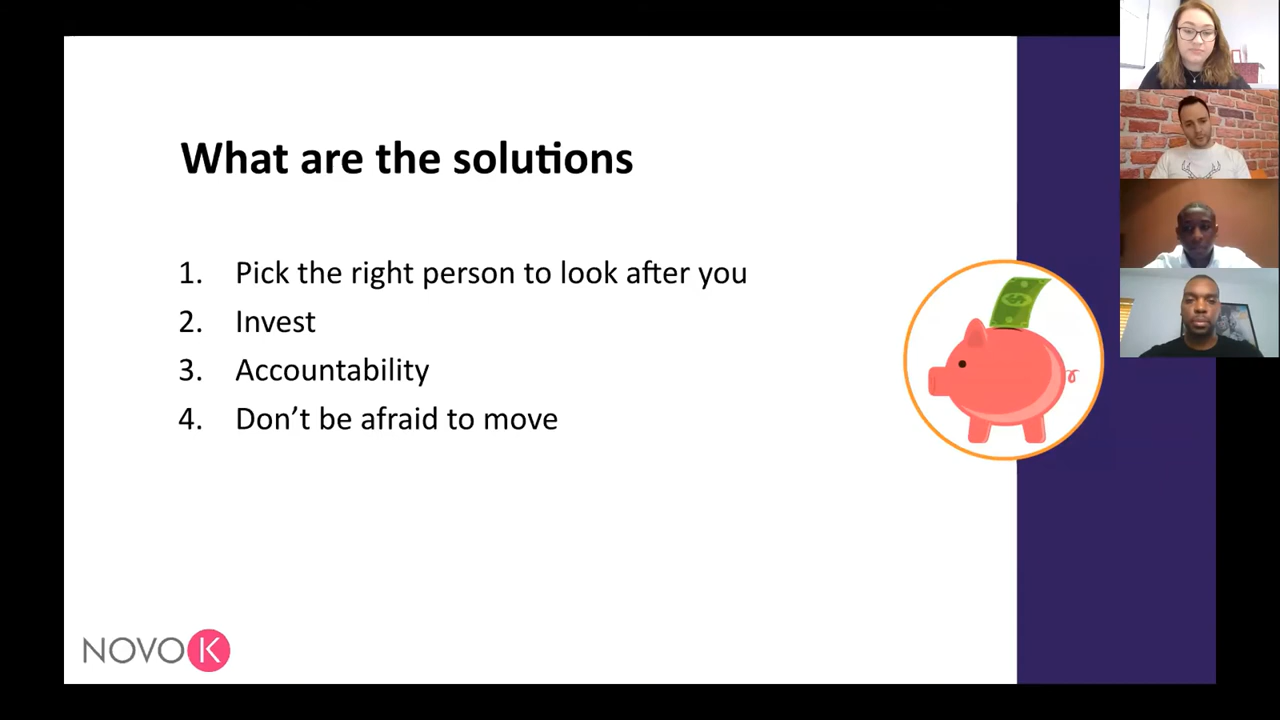 What are the solutions
1. Pick the right person to look after you
2. Invest
3. Accountability
4. Don’t be afraid to move
NOVO K